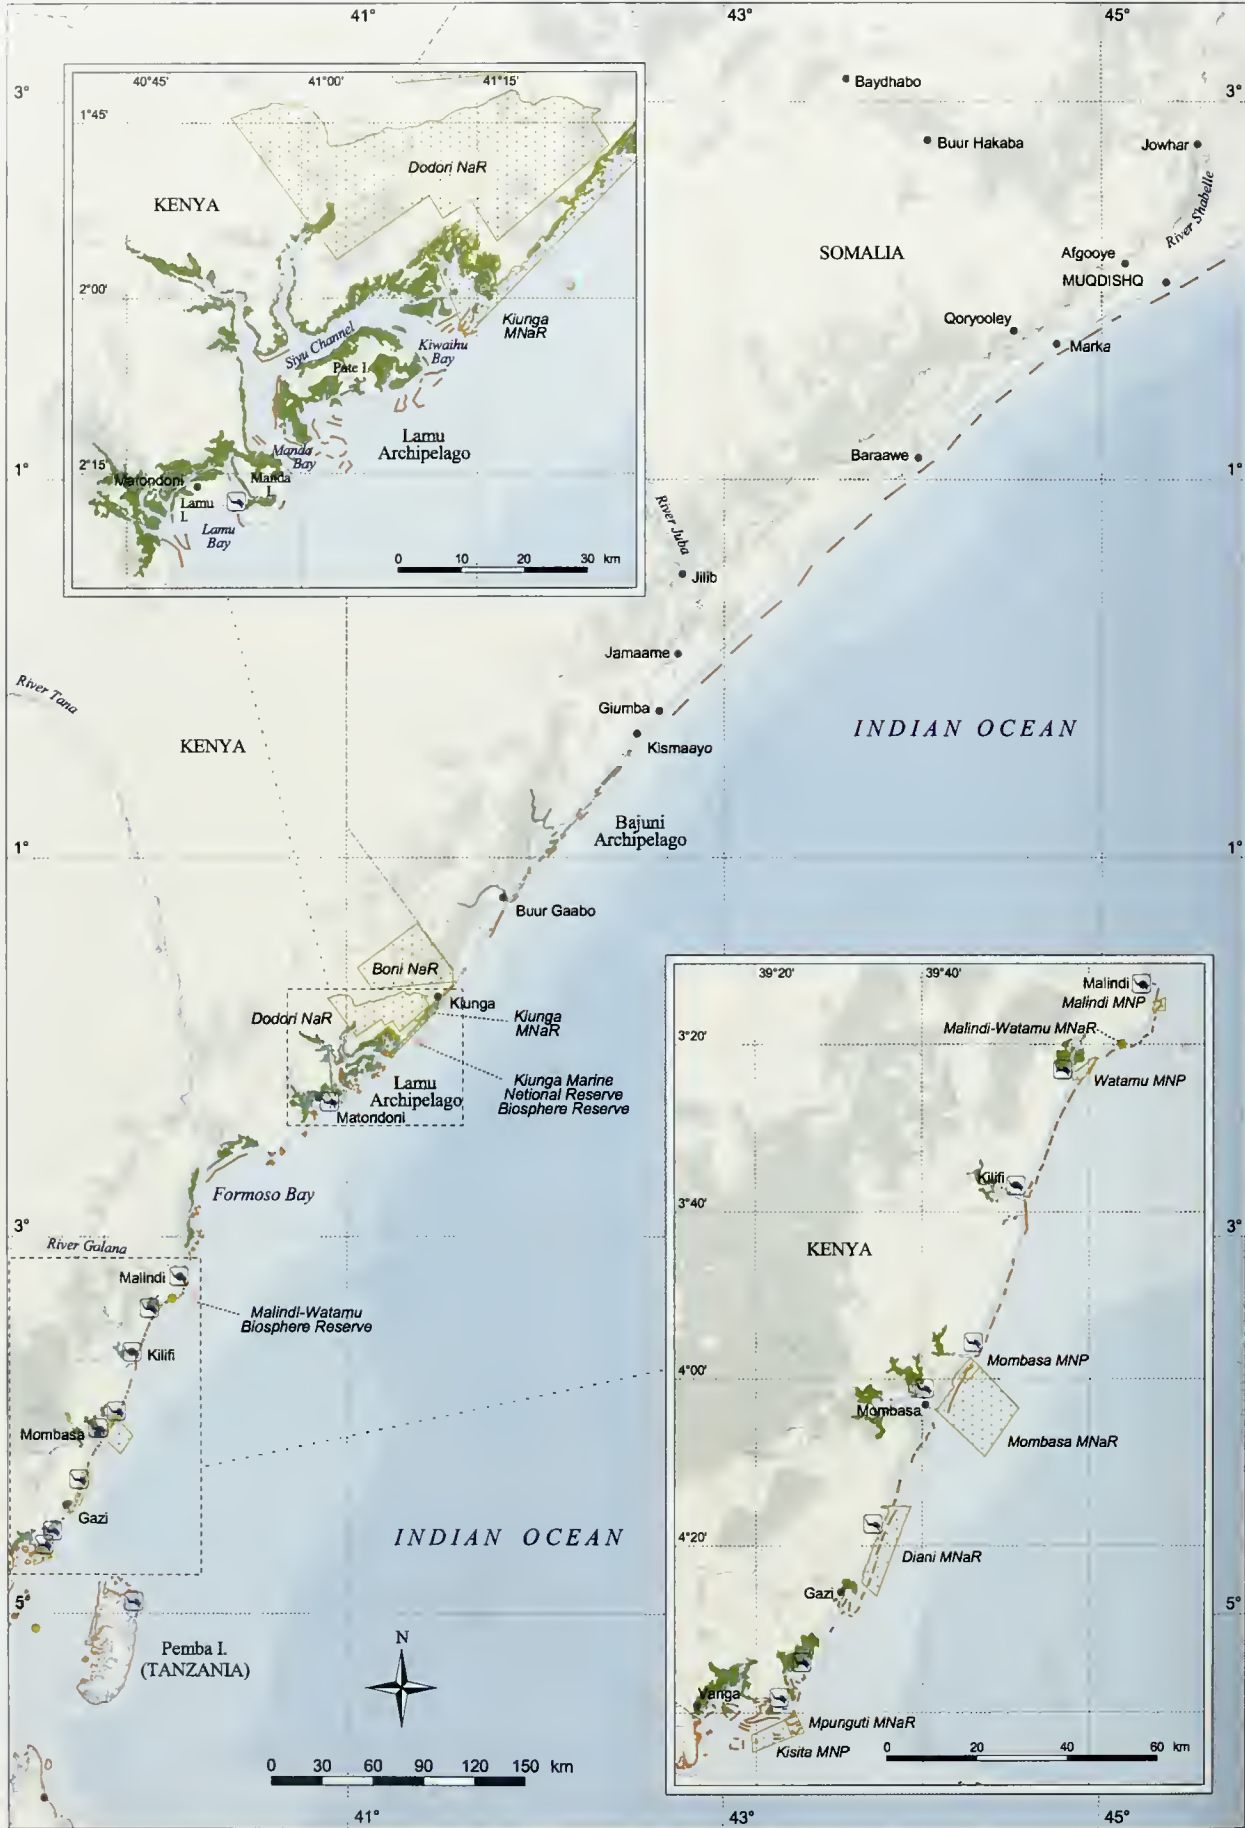 41°
43°
45°
3°
3°
40°45'
41°00'
41°15'
1°45'
Dodori NaR
KENYA
2°00'
Kiunga
MNaR
Siyu Channel
Kiwaihu
Bay
Pate I.
Lamu
Archipelago
Manda
Bay
2°15'
Matondoni
Manda
I.
Lamu
I.
Lamu
Bay
0 10 20 30 km
Baydhabo
Buur Hakaba
Jowhar
River Shabelle
SOMALIA
Afgooye
MUQDISHQ
Qoryooley
Marka
1°
1°
Baraawe
River Juba
Jilib
Jamaame
Giumba
Kismaayo
INDIAN OCEAN
River Tana
KENYA
Bajuni
Archipelago
1°
1°
Buur Gaabo
Boni NaR
Kiunga
Dodori NaR
Kiunga
MNaR
Lamu
Archipelago
Kiunga Marine
Netional Reserve
Biosphere Reserve
Matondoni
Formoso Bay
3°
3°
River Galana
Malindi
Malindi-Watamu
Biosphere Reserve
Kilifi
Mombasa
Gazi
INDIAN OCEAN
5°
5°
Pemba I.
(TANZANIA)
N
0 30 60 90 120 150 km
39°20'
39°40'
Malindi
Malindi MNP
Malindi-Watamu MNaR
3°20'
Watamu MNP
Kilifi
3°40'
KENYA
4°00'
Mombasa MNP
Mombasa
Mombasa MNaR
4°20'
Diani MNaR
Gazi
Vanga
Mpunguti MNaR
Kisita MNP
0 20 40 60 km
41°
43°
45°